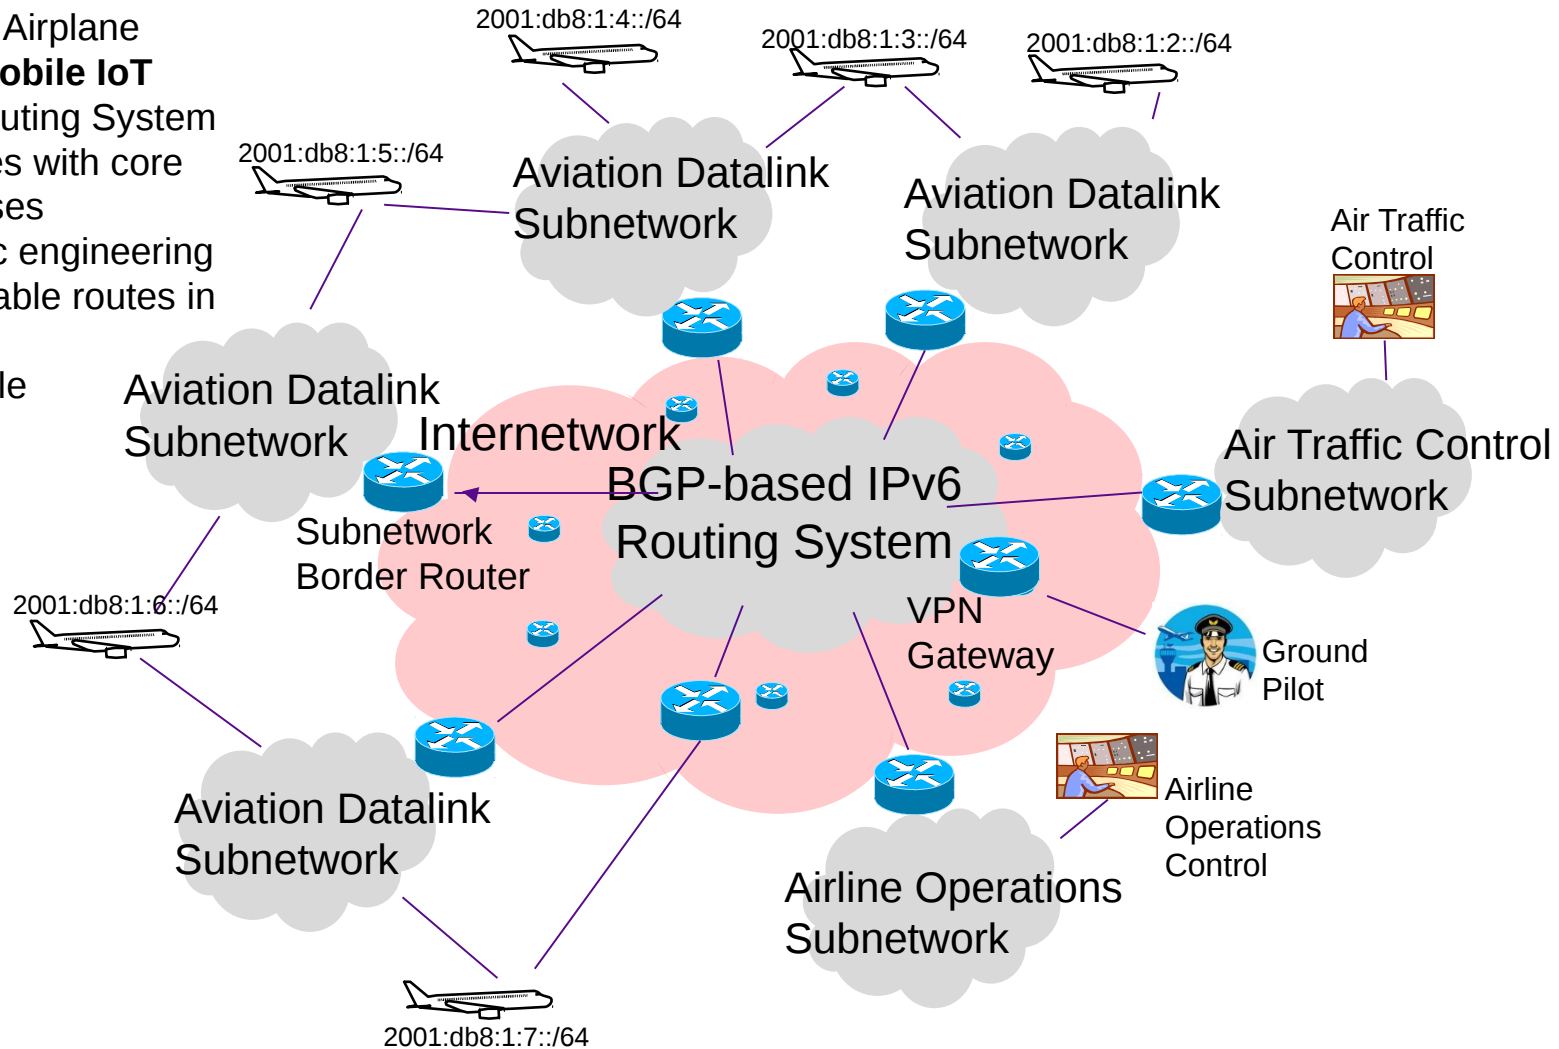 Airplane
obile IoT
uting System
es with core
ses
c engineering
able routes in
le
2001:db8:1:4::/64
2001:db8:1:3::/64
2001:db8:1:2::/64
2001:db8:1:5::/64
Aviation Datalink
Subnetwork
Aviation Datalink
Subnetwork
Air Traffic
Control
Aviation Datalink
Subnetwork
Internetwork
BGP-based IPv6
Routing System
Air Traffic Control
Subnetwork
Subnetwork
Border Router
VPN
Gateway
2001:db8:1:6::/64
Ground
Pilot
Aviation Datalink
Subnetwork
Airline
Operations
Control
Airline Operations
Subnetwork
2001:db8:1:7::/64